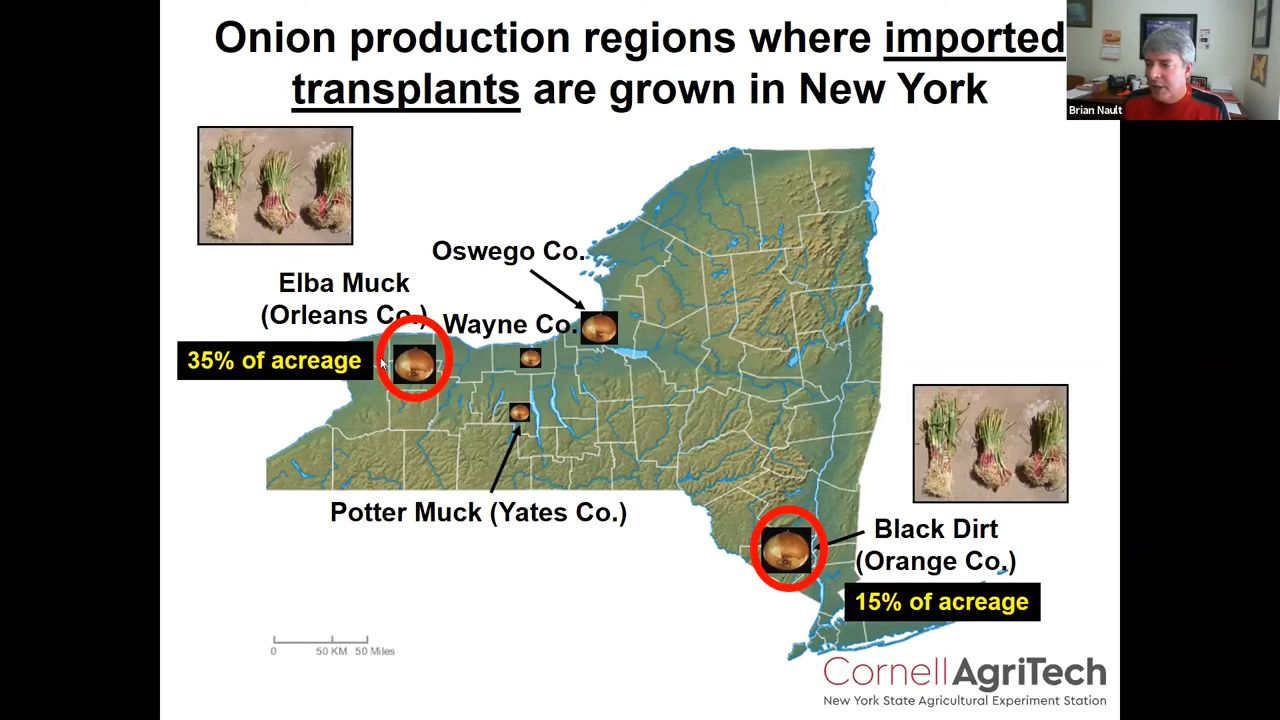 Onion production regions where imported
transplants are grown in New York
Brian Nault
Oswego Co.
Elba Muck
(Orleans Co.)
Wayne Co.
35% of acreage
Potter Muck (Yates Co.)
Black Dirt
(Orange Co.)
15% of acreage
0 50 KM 50 Miles
Cornell AgriTech
New York State Agricultural Experiment Station